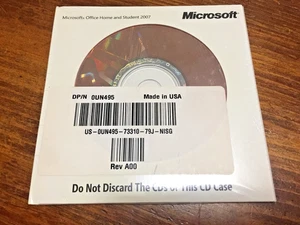 Microsoft® Office Home and Student 2007
Microsoft
DP/N 0UN495 Made in USA
US-0UN495-73310-79J-NISG
Rev A00
Do Not Discard The CDs or This CD Case